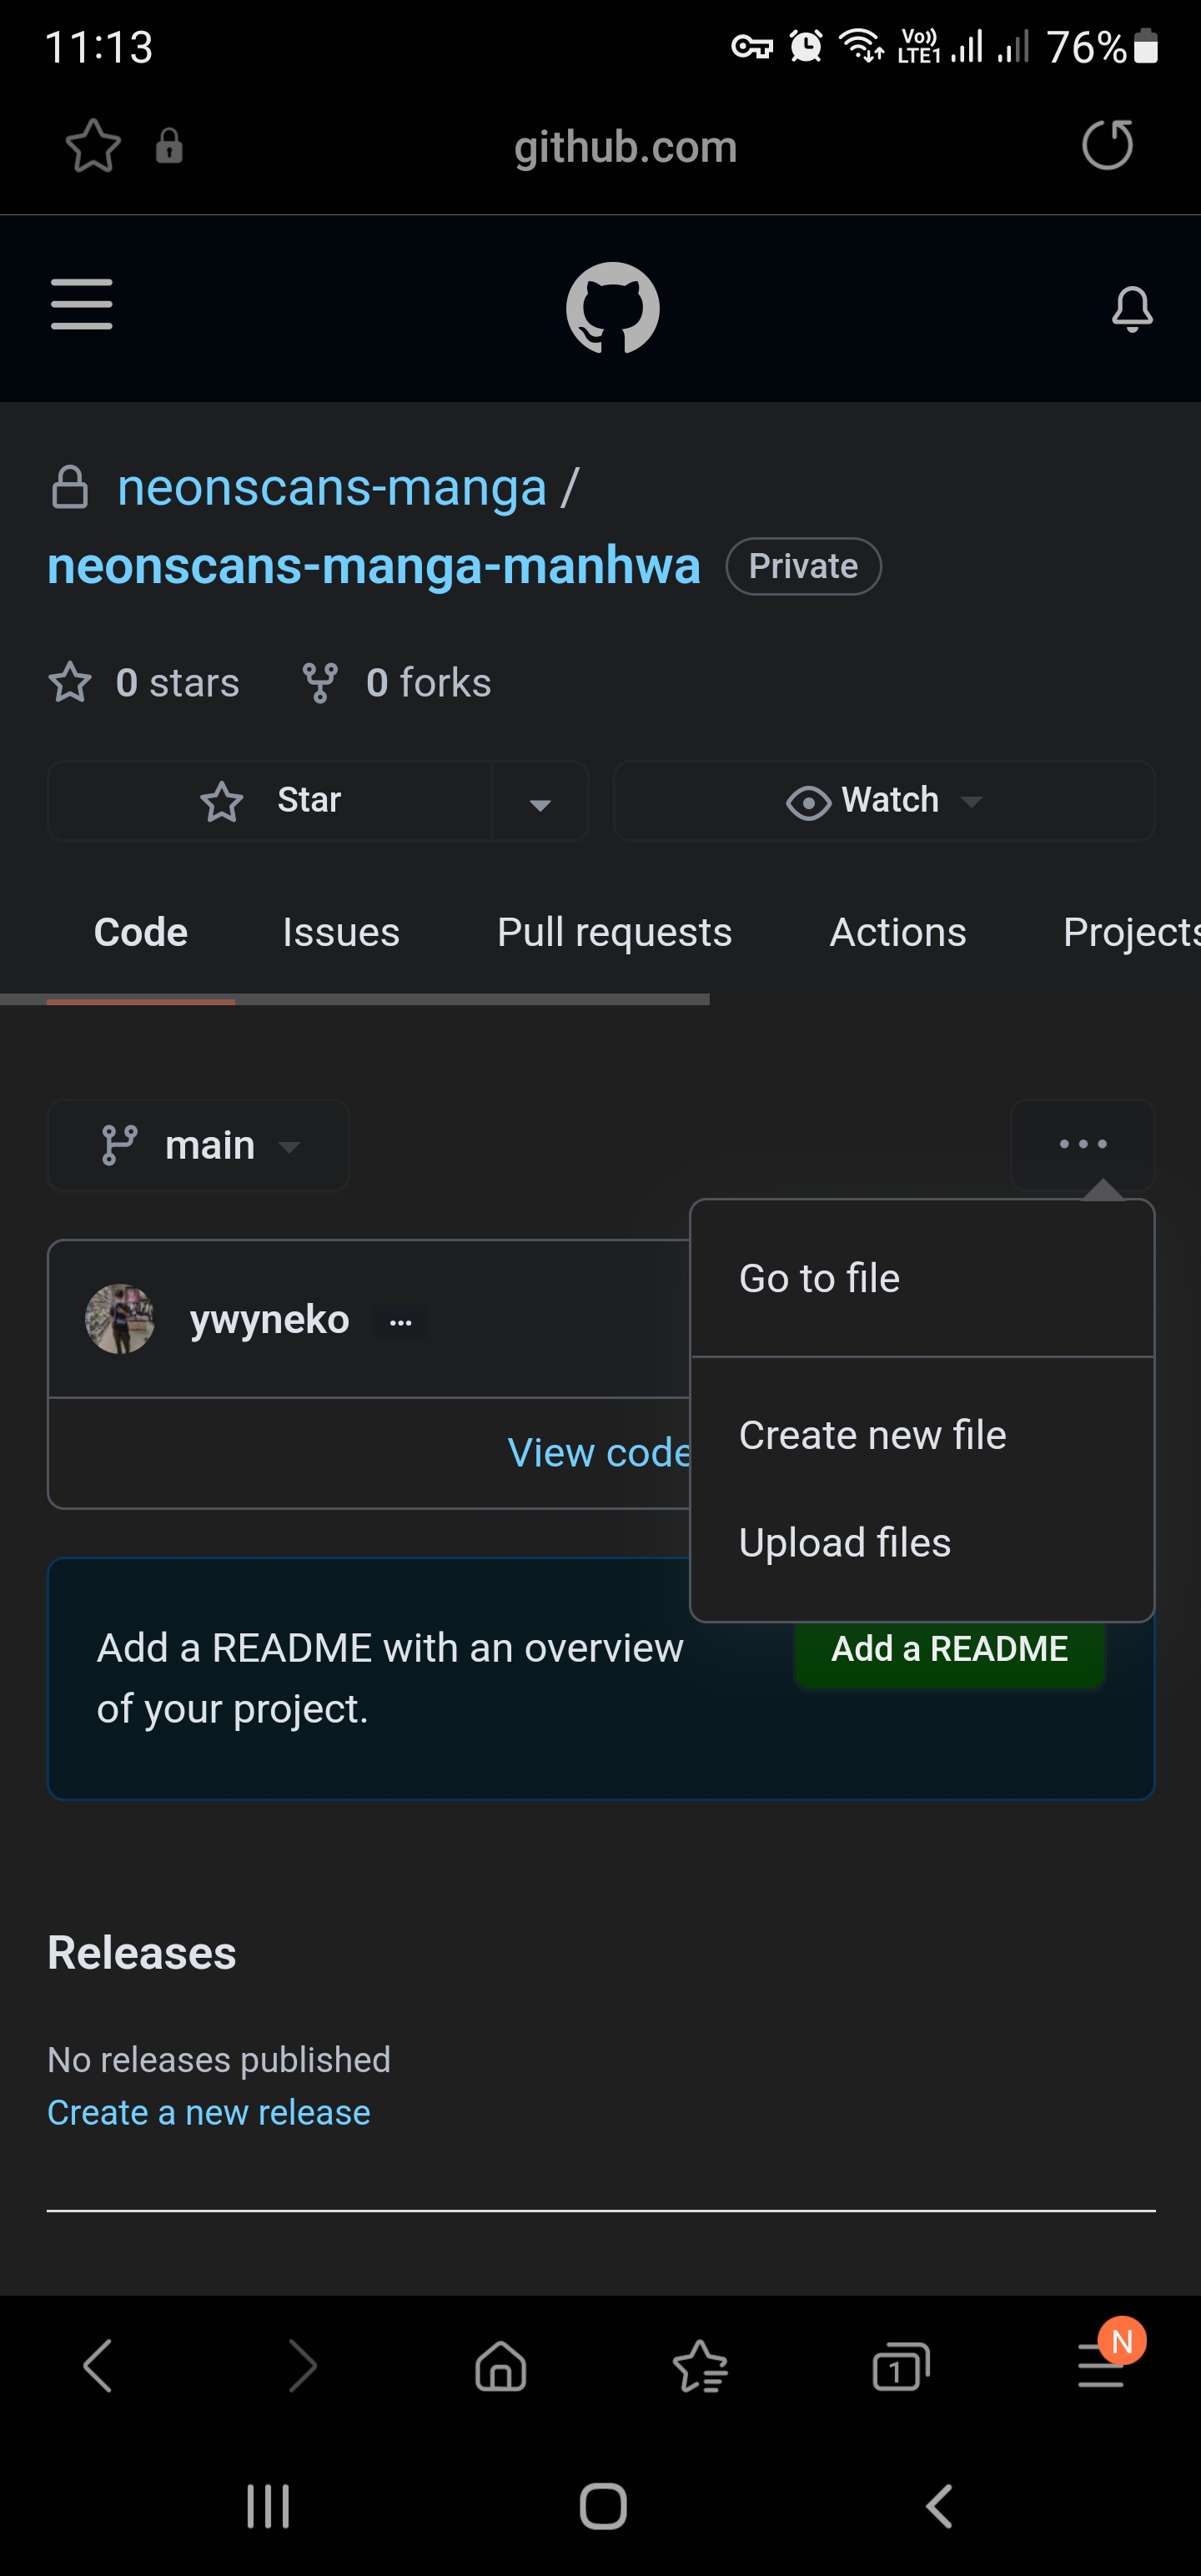 11:13
Vo)) LTE1 76%
github.com
neonscans-manga /
neonscans-manga-manhwa Private
0 stars 0 forks
Star Watch
Code Issues Pull requests Actions Projects
main
Go to file
ywyneko ...
Create new file
View code
Upload files
Add a README with an overview
of your project.
Add a README
Releases
No releases published
Create a new release
1 N